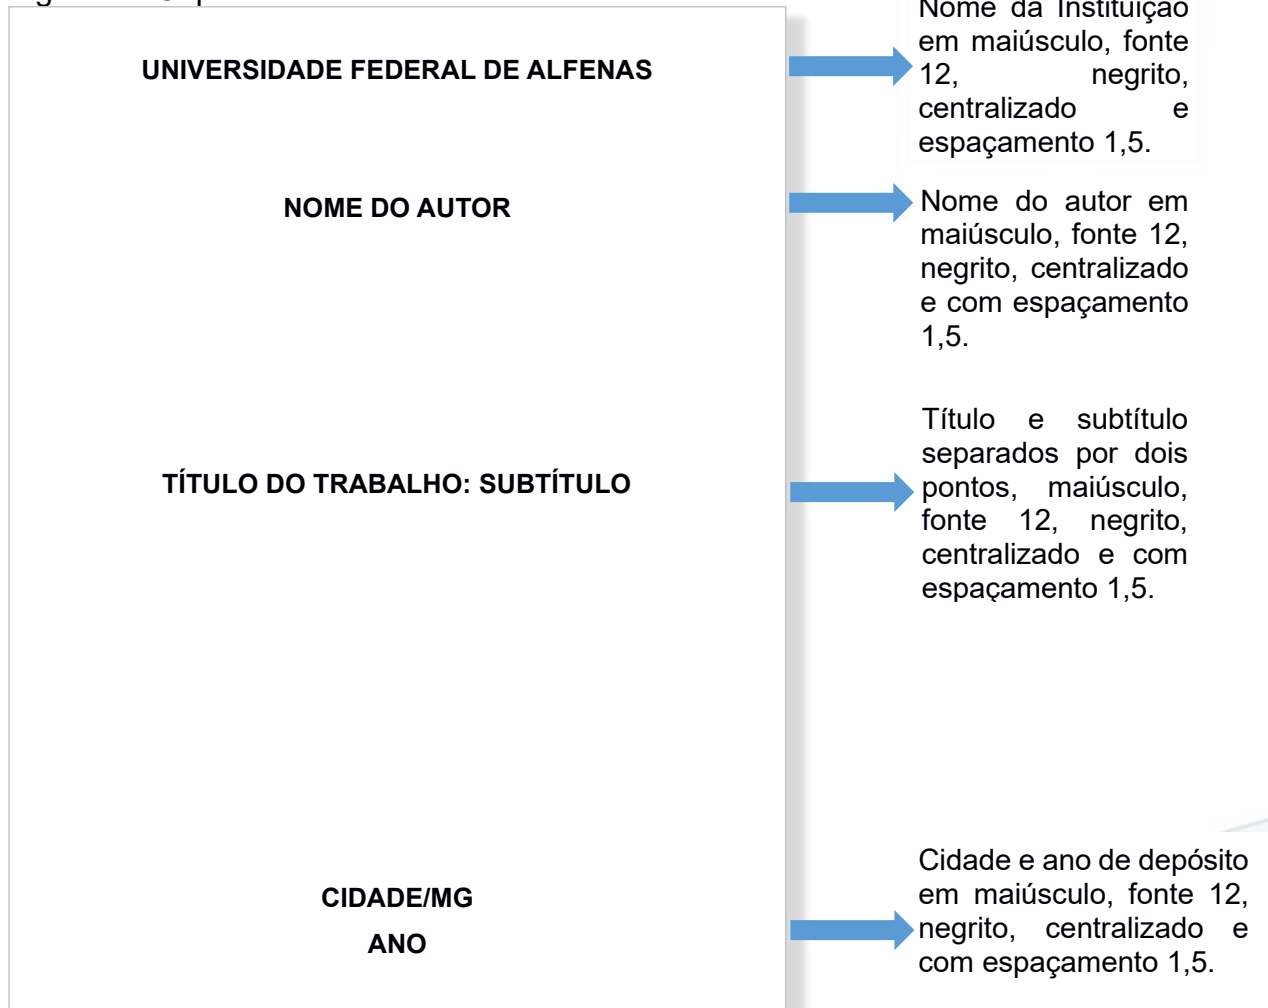 UNIVERSIDADE FEDERAL DE ALFENAS
Nome da Instituição
em maiúsculo, fonte
12, negrito,
centralizado e
espaçamento 1,5.
NOME DO AUTOR
Nome do autor em
maiúsculo, fonte 12,
negrito, centralizado
e com espaçamento
1,5.
TÍTULO DO TRABALHO: SUBTÍTULO
Título e subtítulo
separados por dois
pontos, maiúsculo,
fonte 12, negrito,
centralizado e com
espaçamento 1,5.
CIDADE/MG
ANO
Cidade e ano de depósito
em maiúsculo, fonte 12,
negrito, centralizado e
com espaçamento 1,5.